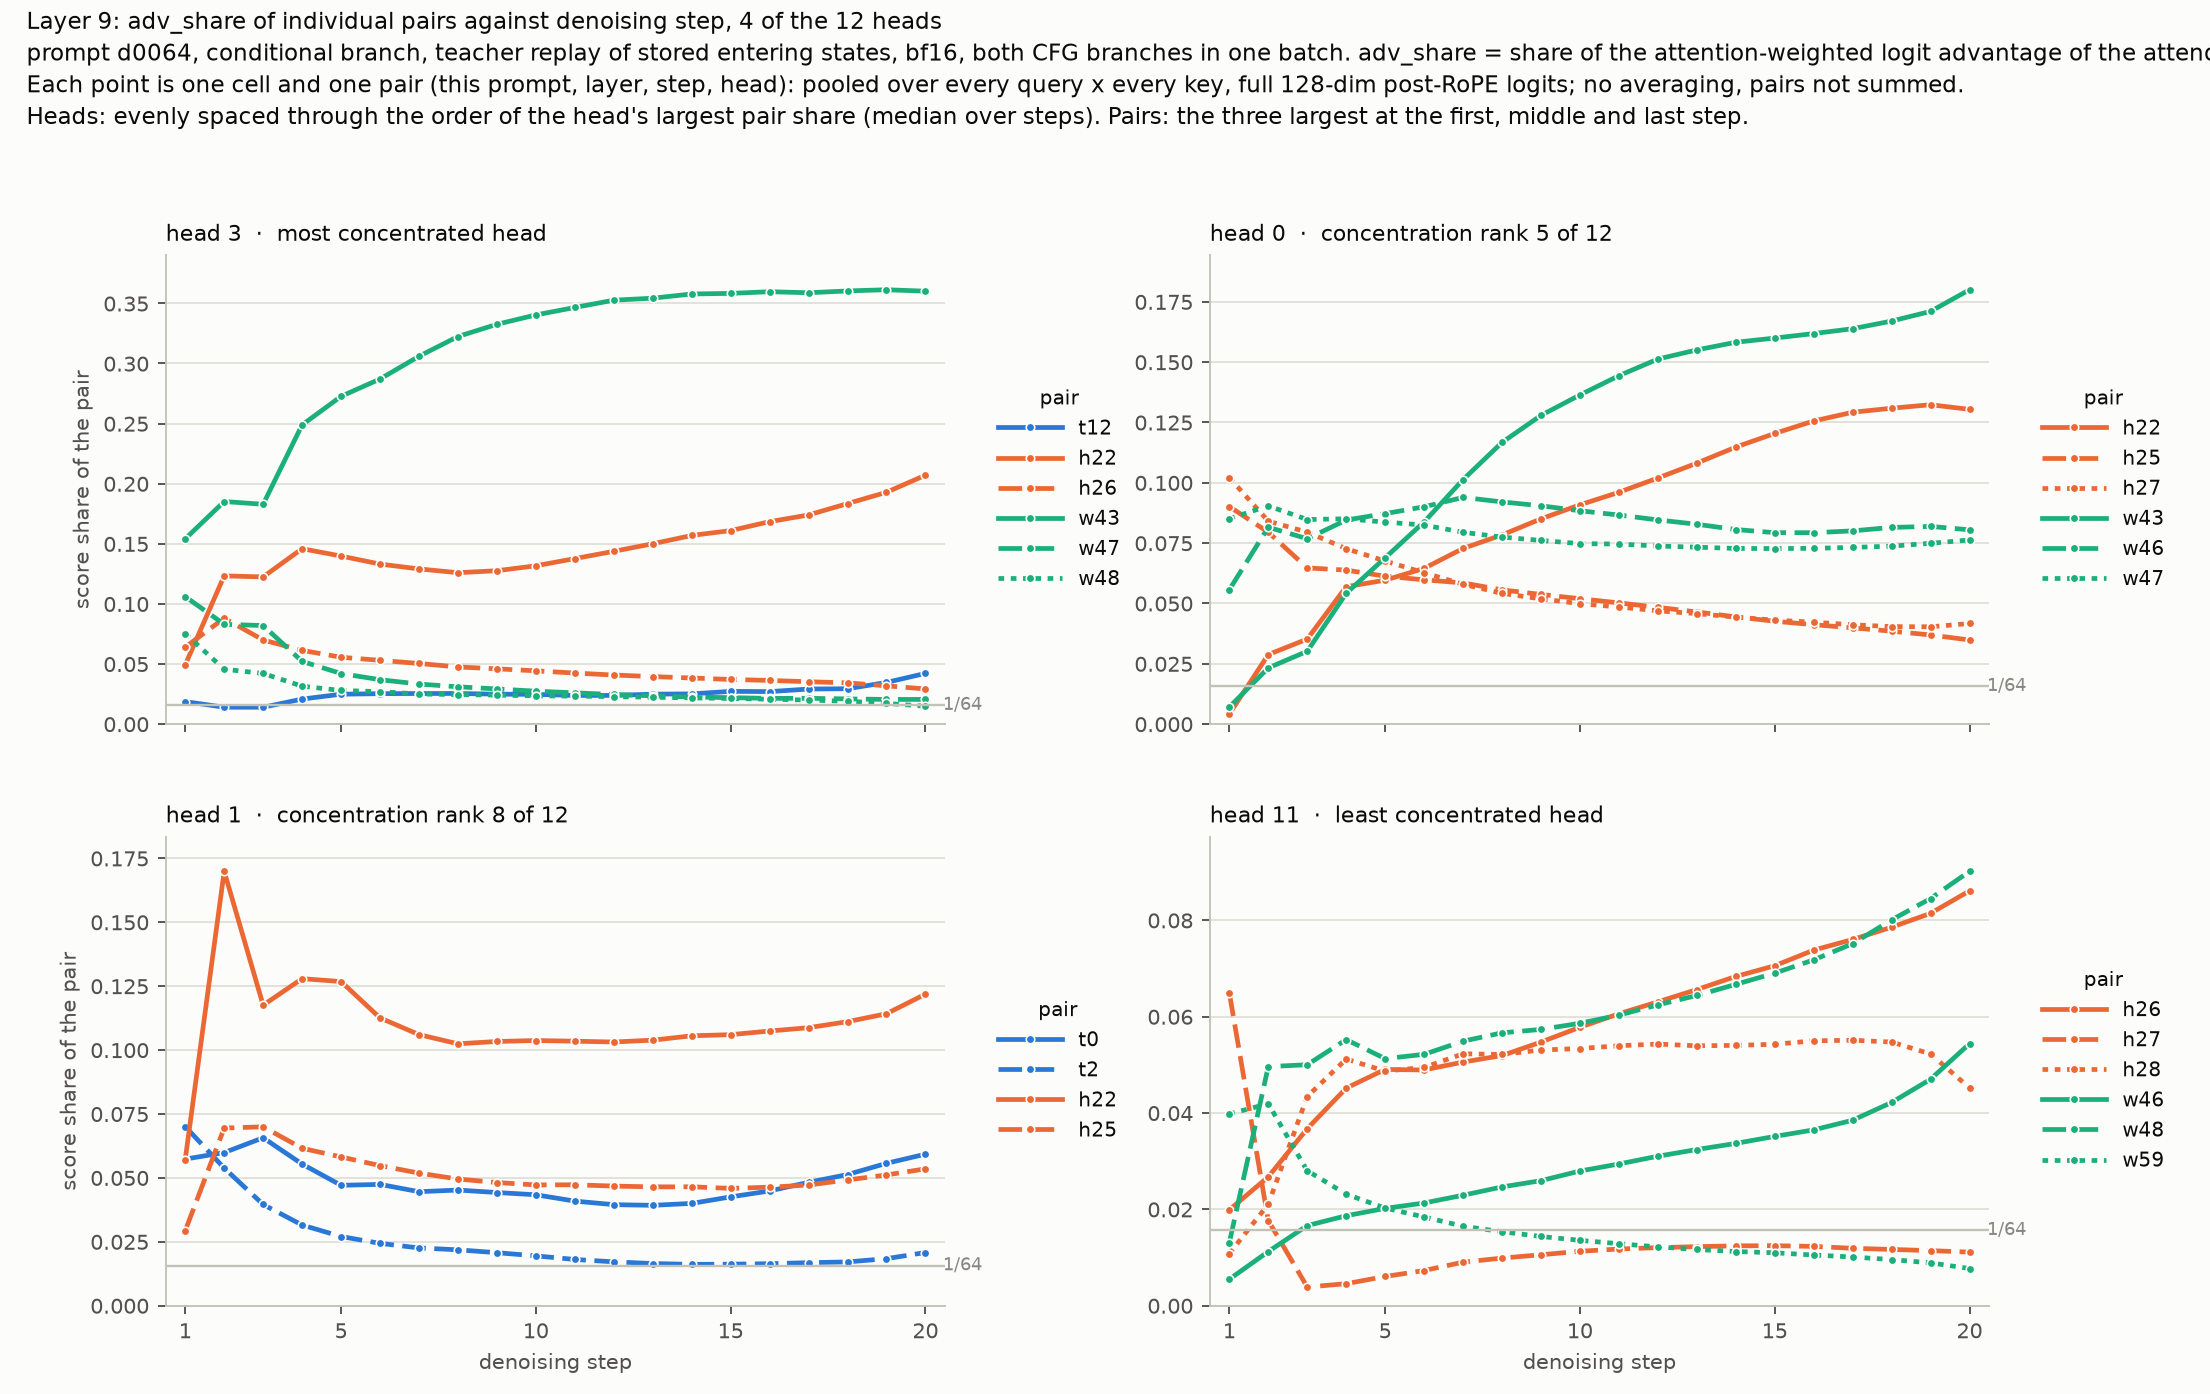 Layer 9: adv_share of individual pairs against denoising step, 4 of the 12 heads
prompt d0064, conditional branch, teacher replay of stored entering states, bf16, both CFG branches in one batch. adv_share = share of the attention-weighted logit advantage of the
Each point is one cell and one pair (this prompt, layer, step, head): pooled over every query x every key, full 128-dim post-RoPE logits; no averaging, pairs not summed.
Heads: evenly spaced through the order of the head's largest pair share (median over steps). Pairs: the three largest at the first, middle and last step.
head 3 · most concentrated head
score share of the pair
0.35
0.30
0.25
0.20
0.15
0.10
0.05
0.00
1/64
pair
t12
h22
h26
w43
w47
w48
head 0 · concentration rank 5 of 12
0.175
0.150
0.125
0.100
0.075
0.050
0.025
0.000
1/64
pair
h22
h25
h27
w43
w46
w47
head 1 · concentration rank 8 of 12
score share of the pair
0.175
0.150
0.125
0.100
0.075
0.050
0.025
0.000
1/64
1
5
10
15
20
denoising step
pair
t0
t2
h22
h25
head 11 · least concentrated head
0.08
0.06
0.04
0.02
0.00
1/64
1
5
10
15
20
denoising step
pair
h26
h27
h28
w46
w48
w59